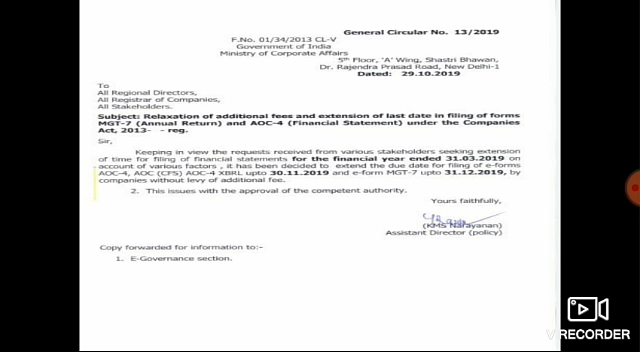 General Circular No. 13/2019
F.No. 01/34/2013 CL-V
Government of India
Ministry of Corporate Affairs
5th Floor, 'A' Wing, Shastri Bhawan,
Dr. Rajendra Prasad Road, New Delhi-1
Dated: 29.10.2019
To
All Regional Directors,
All Registrar of Companies,
All Stakeholders.
Subject: Relaxation of additional fees and extension of last date in filing of forms
MGT-7 (Annual Return) and AOC-4 (Financial Statement) under the Companies
Act, 2013- - reg.
Sir,
Keeping in view the requests received from various stakeholders seeking extension
of time for filing of financial statements for the financial year ended 31.03.2019 on
account of various factors , it has been decided to extend the due date for filing of e-forms
AOC-4, AOC (CFS) AOC-4 XBRL upto 30.11.2019 and e-form MGT-7 upto 31.12.2019, by
companies without levy of additional fee.
2. This issues with the approval of the competent authority.
Yours faithfully,
(KMS Narayanan)
Assistant Director (policy)
Copy forwarded for information to:-
1. E-Governance section.
V RECORDER